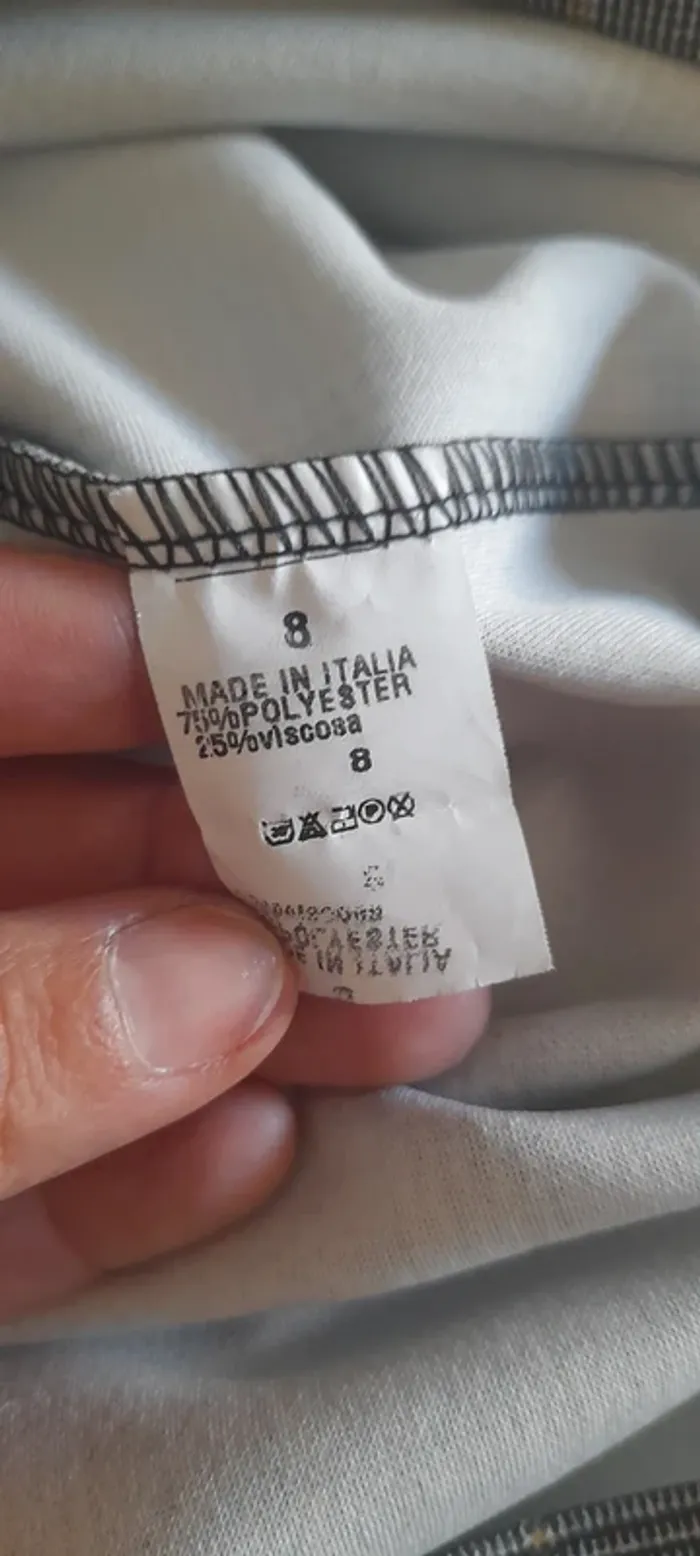 8
MADE IN ITALIA
75%POLYESTER
25%viscosa
8